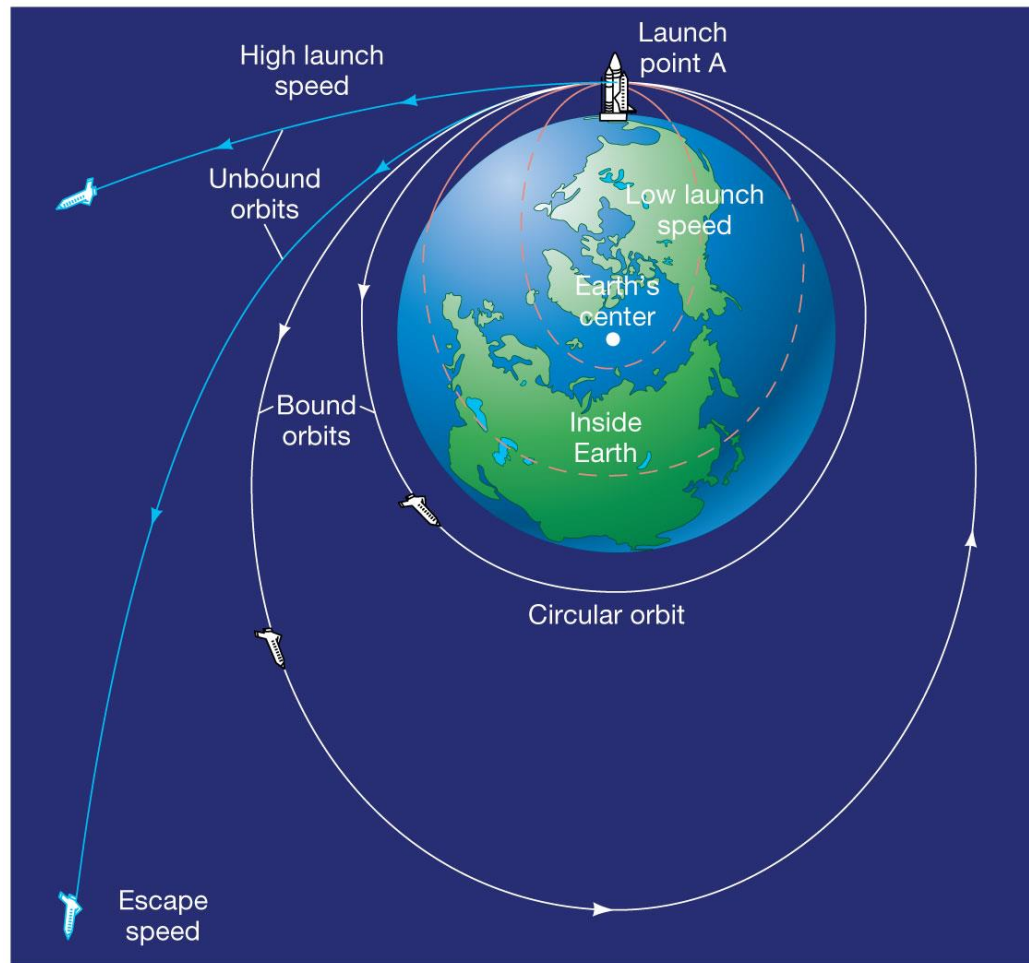 Launch
point A
High launch
speed
Unbound
orbits
Low launch
speed
Earth's
center
Bound
orbits
Inside
Earth
Circular orbit
Escape
speed